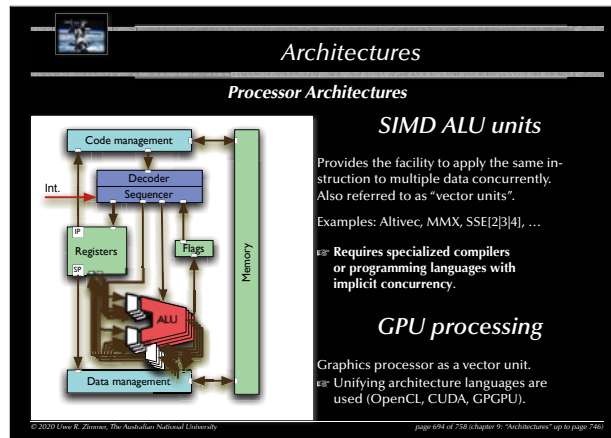 Architectures
Processor Architectures
Code management
Decoder
Sequencer
Int.
IP
Registers
Flags
SP
ALU
Memory
Data management
SIMD ALU units
Provides the facility to apply the same in-
struction to multiple data concurrently.
Also referred to as “vector units”.
Examples: Altivec, MMX, SSE[2|3|4], …
☞ Requires specialized compilers
or programming languages with
implicit concurrency.
GPU processing
Graphics processor as a vector unit.
☞ Unifying architecture languages are
used (OpenCL, CUDA, GPGPU).
© 2020 Uwe R. Zimmer, The Australian National University
page 694 of 758 (chapter 9: “Architectures” up to page 746)